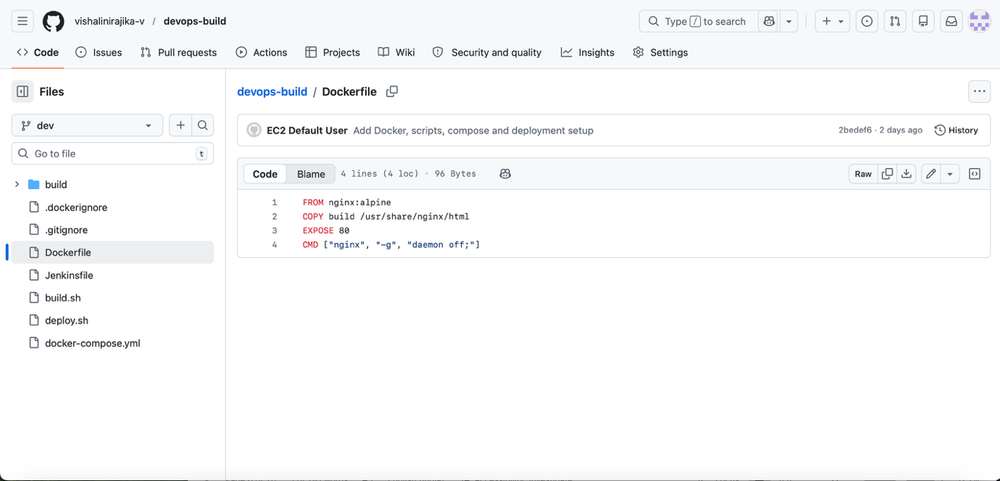 vishalinirajika-v / devops-build
Type / to search
Code Issues Pull requests Actions Projects Wiki Security and quality Insights Settings
Files
devops-build / Dockerfile
dev
EC2 Default User Add Docker, scripts, compose and deployment setup
2bedef6 · 2 days ago History
Go to file t
Code Blame 4 lines (4 loc) · 96 Bytes
Raw
build
.dockerignore
.gitignore
Dockerfile
Jenkinsfile
build.sh
deploy.sh
docker-compose.yml
1 FROM nginx:alpine
2 COPY build /usr/share/nginx/html
3 EXPOSE 80
4 CMD ["nginx", "-g", "daemon off;"]